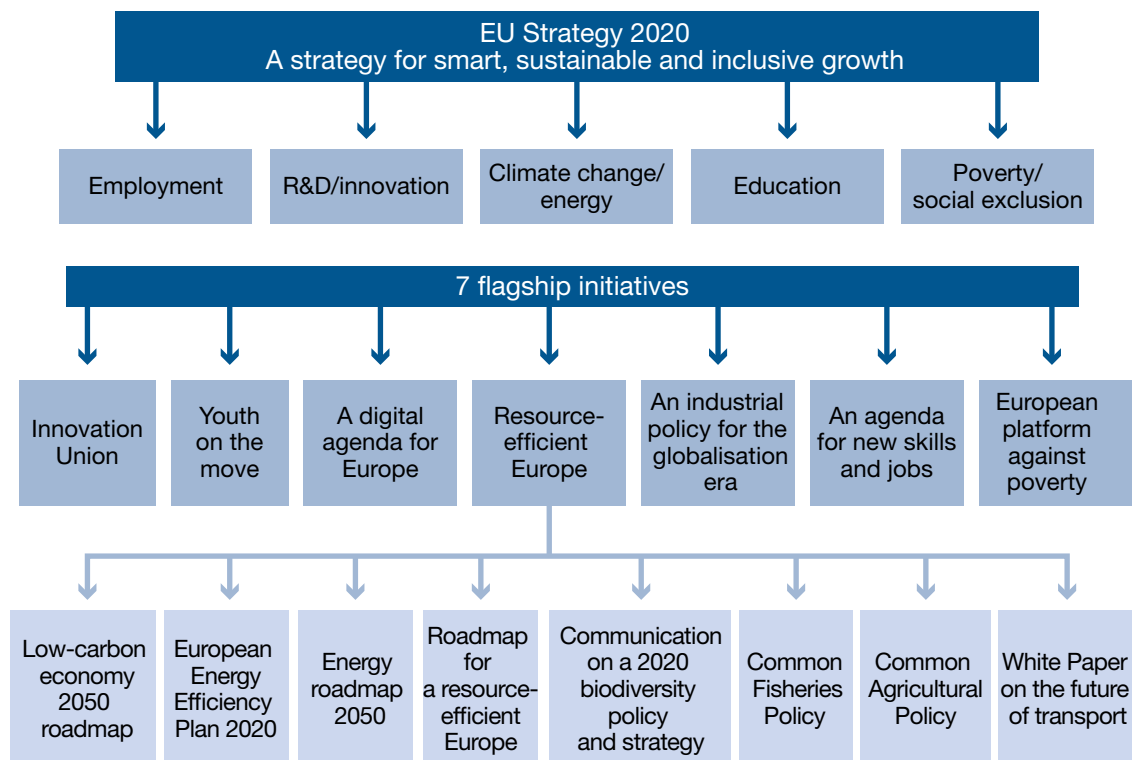 EU Strategy 2020
A strategy for smart, sustainable and inclusive growth
Employment
R&D/innovation
Climate change/
energy
Education
Poverty/
social exclusion
7 flagship initiatives
Innovation
Union
Youth
on the
move
A digital
agenda for
Europe
Resource-
efficient
Europe
An industrial
policy for the
globalisation
era
An agenda
for new skills
and jobs
European
platform
against
poverty
Low-carbon
economy
2050
roadmap
European
Energy
Efficiency
Plan 2020
Energy
roadmap
2050
Roadmap
for
a resource-
efficient
Europe
Communication
on a 2020
biodiversity
policy
and strategy
Common
Fisheries
Policy
Common
Agricultural
Policy
White Paper
on the future
of transport